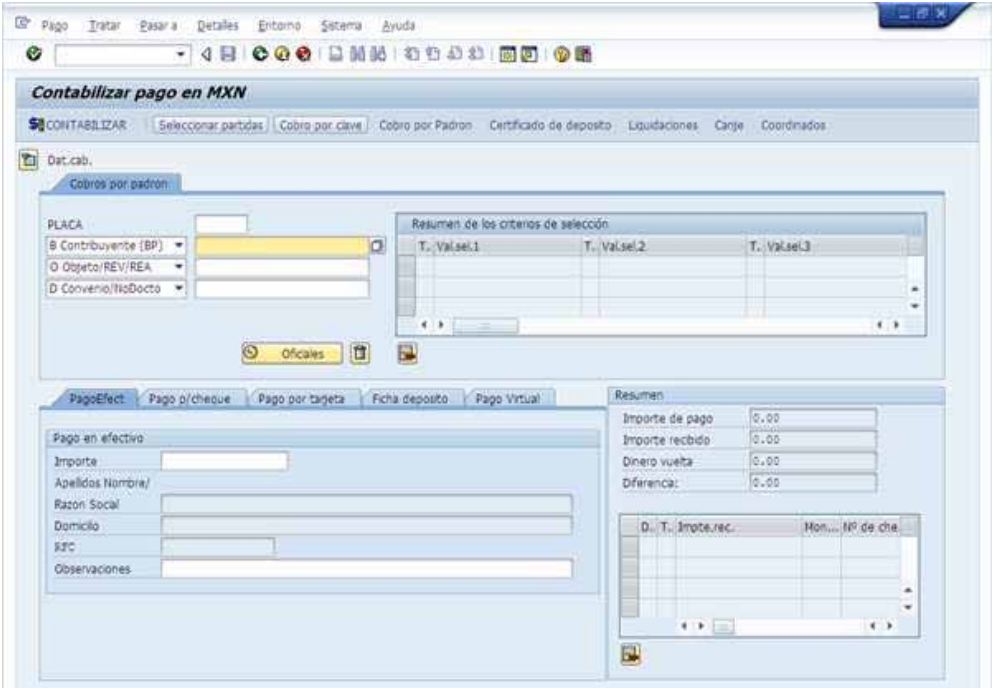 Pago Tratar Pasar a Detalles Entorno Sistema Ayuda
Contabilizar pago en MXN
CONTABILIZAR Seleccionar partidas Cobro por clave Cobro por Padron Certificado de deposito Liquidaciones Canje Coordinados
Dat.cab.
Cobros por padron
PLACA
B Contribuyente (BP)
O Objeto/REV/REA
D Convenio/NoDocto
Resumen de los criterios de selección
T.. Val.sel.1 T.. Val.sel.2 T.. Val.sel.3
Oficiales
PagoEfect Pago p/cheque Pago por tarjeta Ficha deposito Pago Virtual
Pago en efectivo
Importe
Apellidos Nombre/
Razon Social
Domicilio
RFC
Observaciones
Resumen
Importe de pago 0.00
Importe recibido 0.00
Dinero vuelta 0.00
Diferencia: 0.00
D.. T.. Impte.rec. Mon... Nº de che